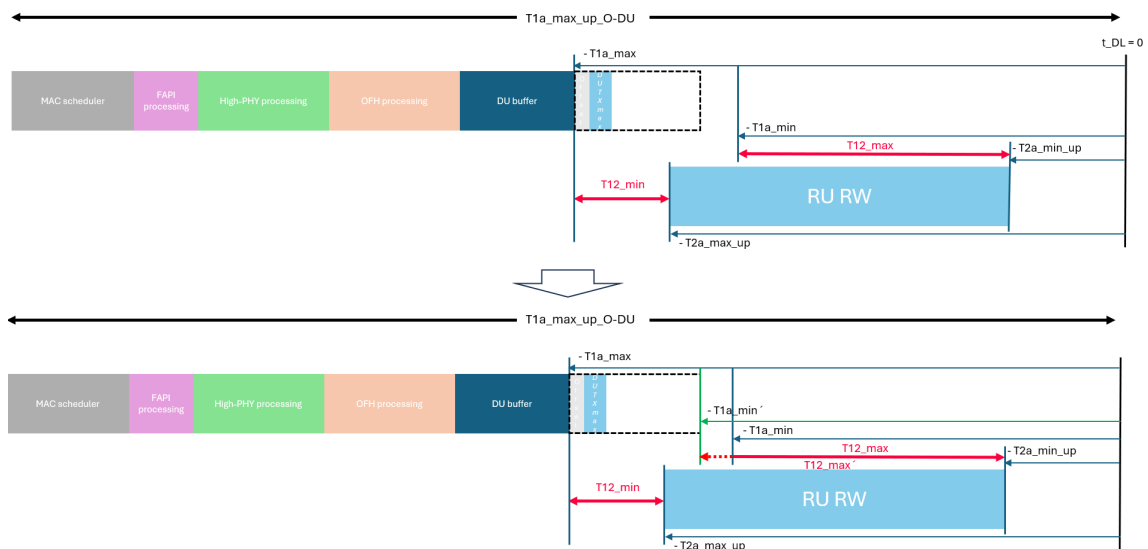 T1a_max_up_O-DU
t_DL = 0
- T1a_max
MAC scheduler
FAPI
processing
High-PHY processing
OFH processing
DU buffer
- T1a_min
T12_max
- T2a_min_up
T12_min
RU RW
- T2a_max_up
T1a_max_up_O-DU
- T1a_max
MAC scheduler
FAPI
processing
High-PHY processing
OFH processing
DU buffer
- T1a_min´
- T1a_min
T12_max
- T2a_min_up
T12_max´
T12_min
RU RW
- T2a_max_up